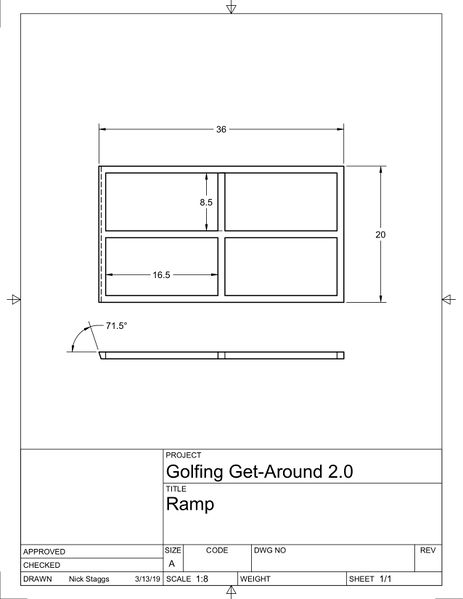 36
8.5
20
16.5
71.5°
PROJECT
Golfing Get-Around 2.0
TITLE
Ramp
APPROVED
SIZE CODE DWG NO REV
CHECKED
A
DRAWN Nick Staggs 3/13/19 SCALE 1:8 WEIGHT SHEET 1/1